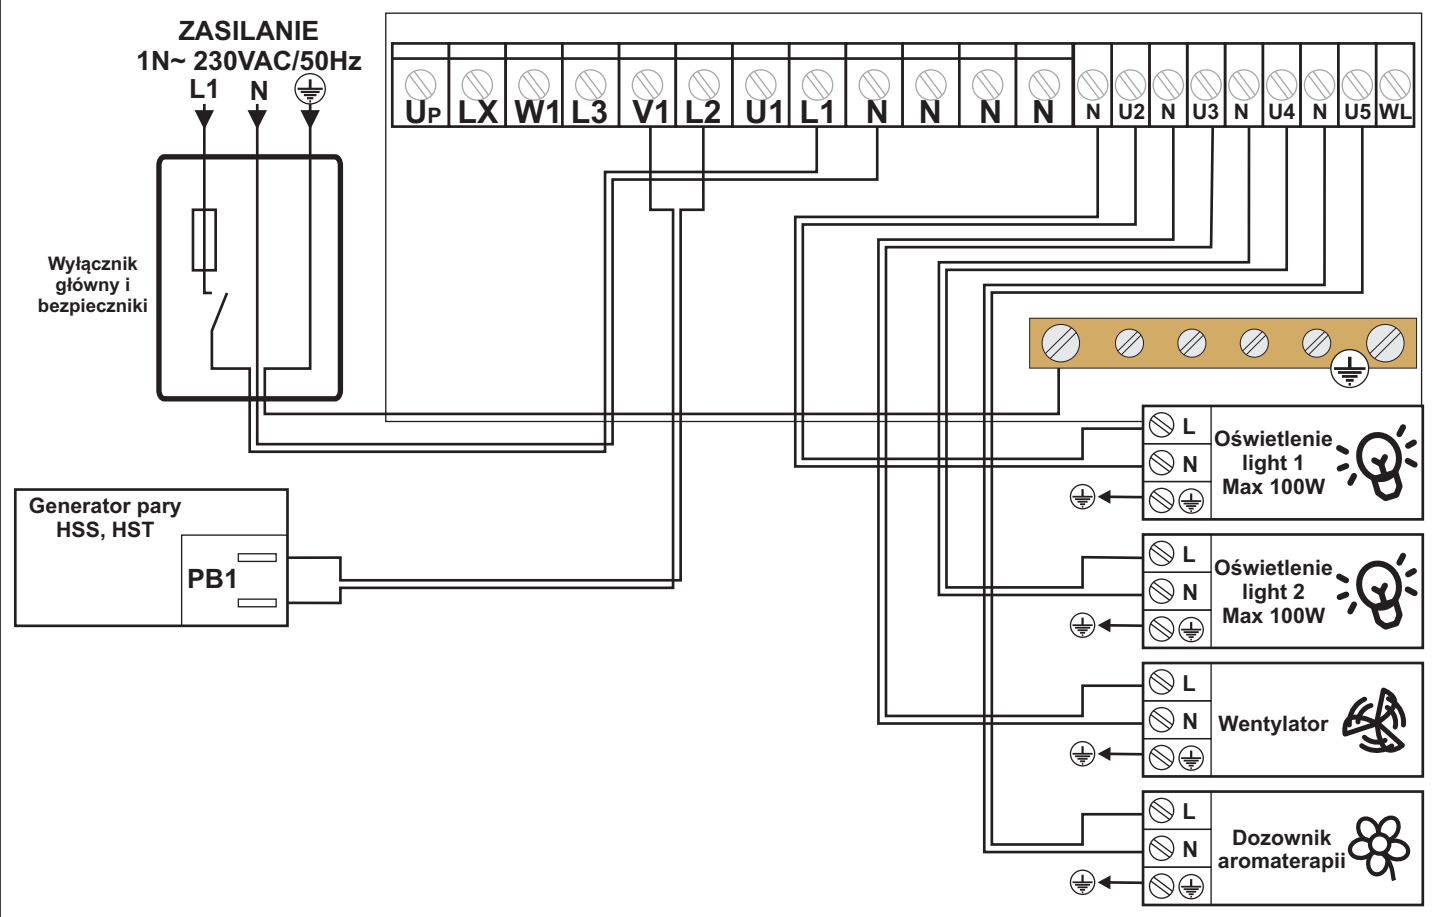 ZASILANIE
1N~ 230VAC/50Hz
L1 N
UP LX W1 L3 V1 L2 U1 L1 N N N N N U2 N U3 N U4 N U5 WL
Wyłącznik
główny i
bezpieczniki
L
N
Oświetlenie
light 1
Max 100W
Generator pary
HSS, HST
PB1
L
N
Oświetlenie
light 2
Max 100W
L
N
Wentylator
L
N
Dozownik
aromaterapii